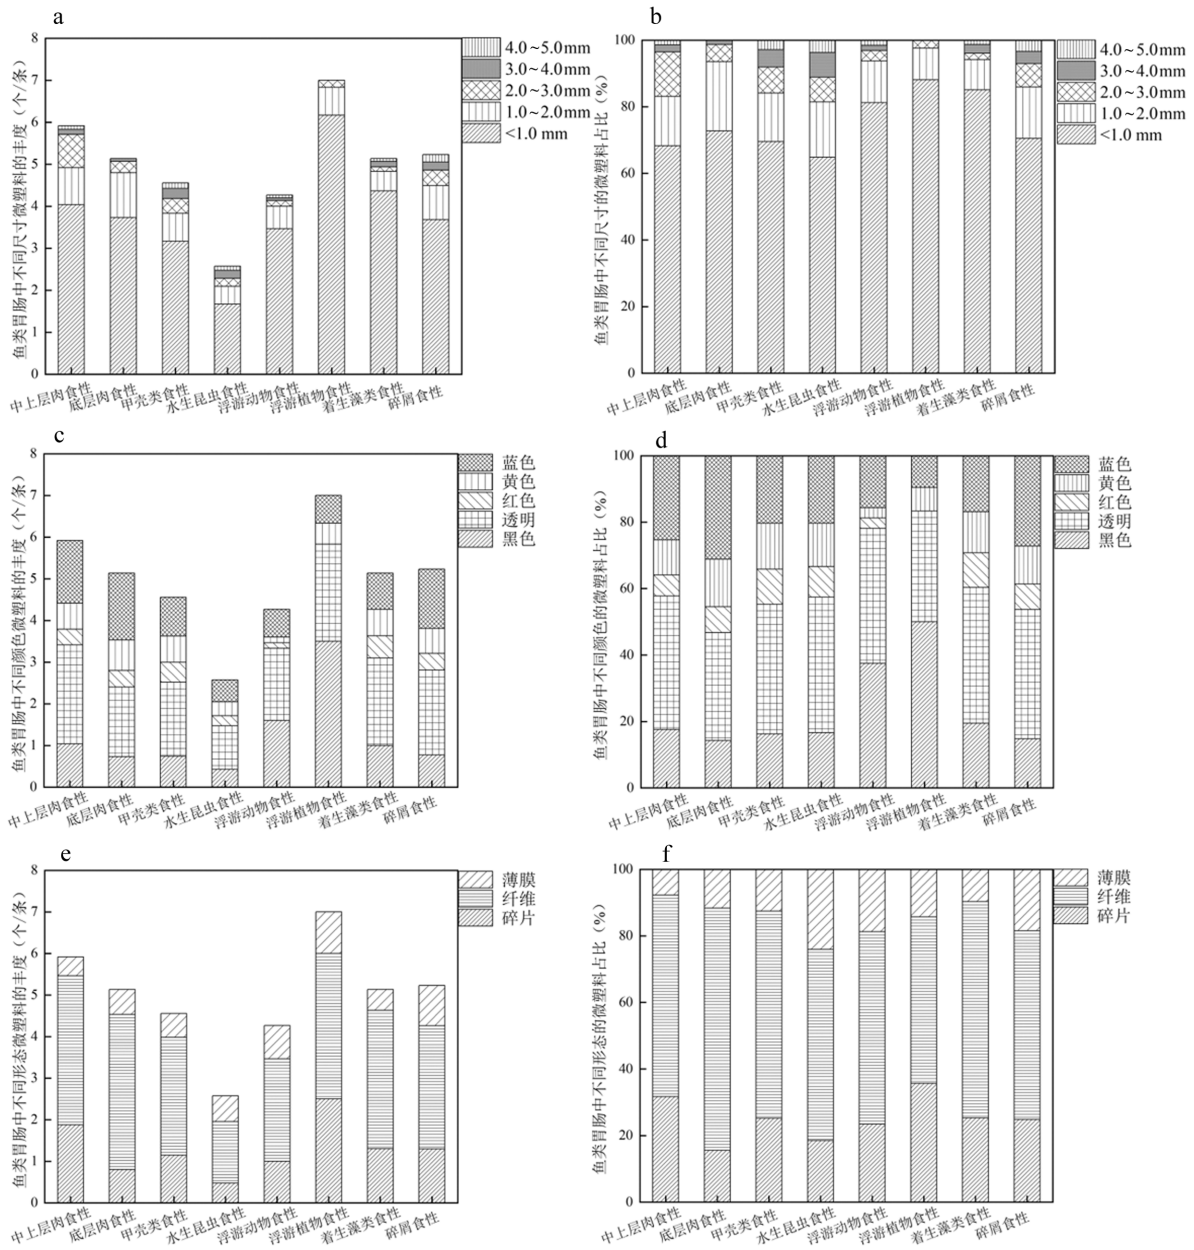 a
鱼类胃肠中不同尺寸微塑料的丰度（个/条）
8
7
6
5
4
3
2
1
0
4.0~5.0mm
3.0~4.0mm
2.0~3.0mm
1.0~2.0mm
<1.0 mm
中上层肉食性
底层肉食性
甲壳类食性
水生昆虫食性
浮游动物食性
浮游植物食性
着生藻类食性
碎屑食性
b
鱼类胃肠中不同尺寸的微塑料占比（%）
100
80
60
40
20
0
4.0~5.0mm
3.0~4.0mm
2.0~3.0mm
1.0~2.0mm
<1.0 mm
中上层肉食性
底层肉食性
甲壳类食性
水生昆虫食性
浮游动物食性
浮游植物食性
着生藻类食性
碎屑食性
c
鱼类胃肠中不同颜色微塑料的丰度（个/条）
8
7
6
5
4
3
2
1
0
蓝色
黄色
红色
透明
黑色
中上层肉食性
底层肉食性
甲壳类食性
水生昆虫食性
浮游动物食性
浮游植物食性
着生藻类食性
碎屑食性
d
鱼类胃肠中不同颜色的微塑料占比（%）
100
80
60
40
20
0
蓝色
黄色
红色
透明
黑色
中上层肉食性
底层肉食性
甲壳类食性
水生昆虫食性
浮游动物食性
浮游植物食性
着生藻类食性
碎屑食性
e
鱼类胃肠中不同形态微塑料的丰度（个/条）
8
7
6
5
4
3
2
1
0
薄膜
纤维
碎片
中上层肉食性
底层肉食性
甲壳类食性
水生昆虫食性
浮游动物食性
浮游植物食性
着生藻类食性
碎屑食性
f
鱼类胃肠中不同形态的微塑料占比（%）
100
80
60
40
20
0
薄膜
纤维
碎片
中上层肉食性
底层肉食性
甲壳类食性
水生昆虫食性
浮游动物食性
浮游植物食性
着生藻类食性
碎屑食性